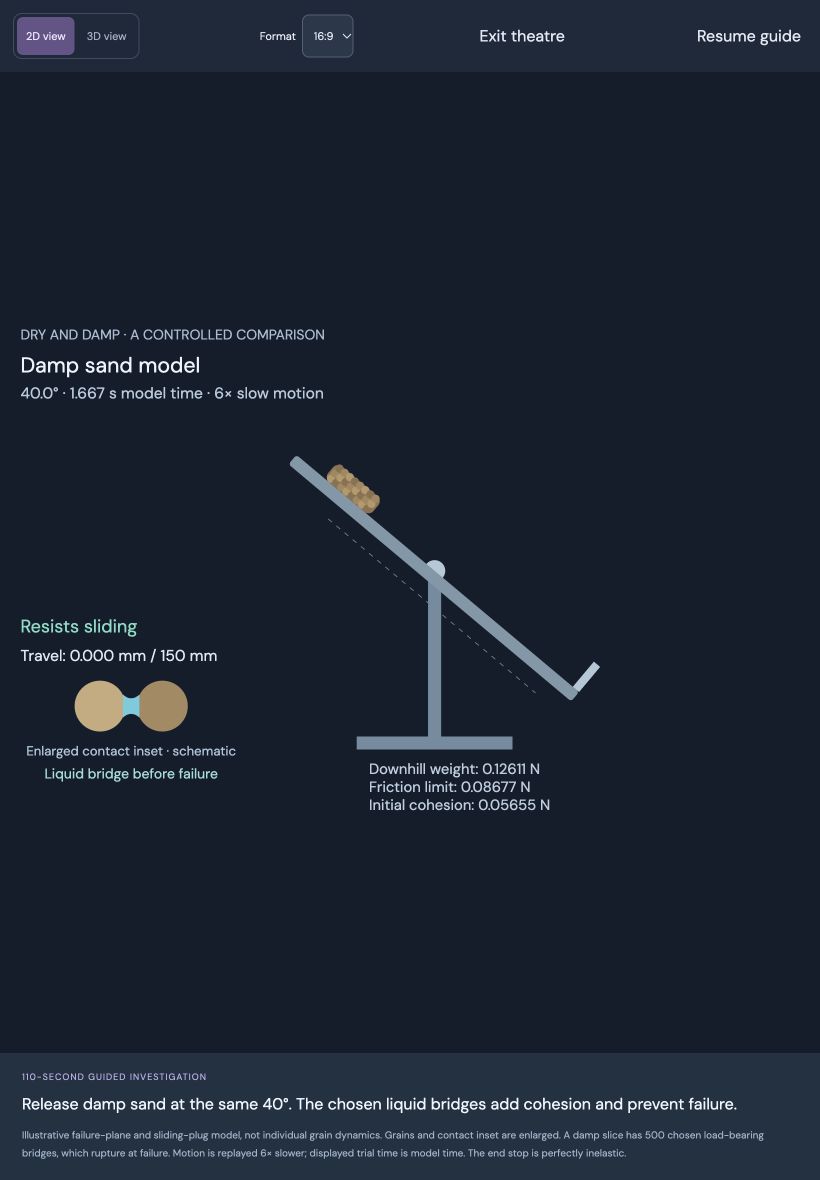 2D view
3D view
Format
16:9
Exit theatre
Resume guide
DRY AND DAMP · A CONTROLLED COMPARISON
Damp sand model
40.0° · 1.667 s model time · 6× slow motion
Resists sliding
Travel: 0.000 mm / 150 mm
Enlarged contact inset · schematic
Liquid bridge before failure
Downhill weight: 0.12611 N
Friction limit: 0.08677 N
Initial cohesion: 0.05655 N
110-SECOND GUIDED INVESTIGATION
Release damp sand at the same 40°. The chosen liquid bridges add cohesion and prevent failure.
Illustrative failure-plane and sliding-plug model, not individual grain dynamics. Grains and contact inset are enlarged. A damp slice has 500 chosen load-bearing
bridges, which rupture at failure. Motion is replayed 6× slower; displayed trial time is model time. The end stop is perfectly inelastic.